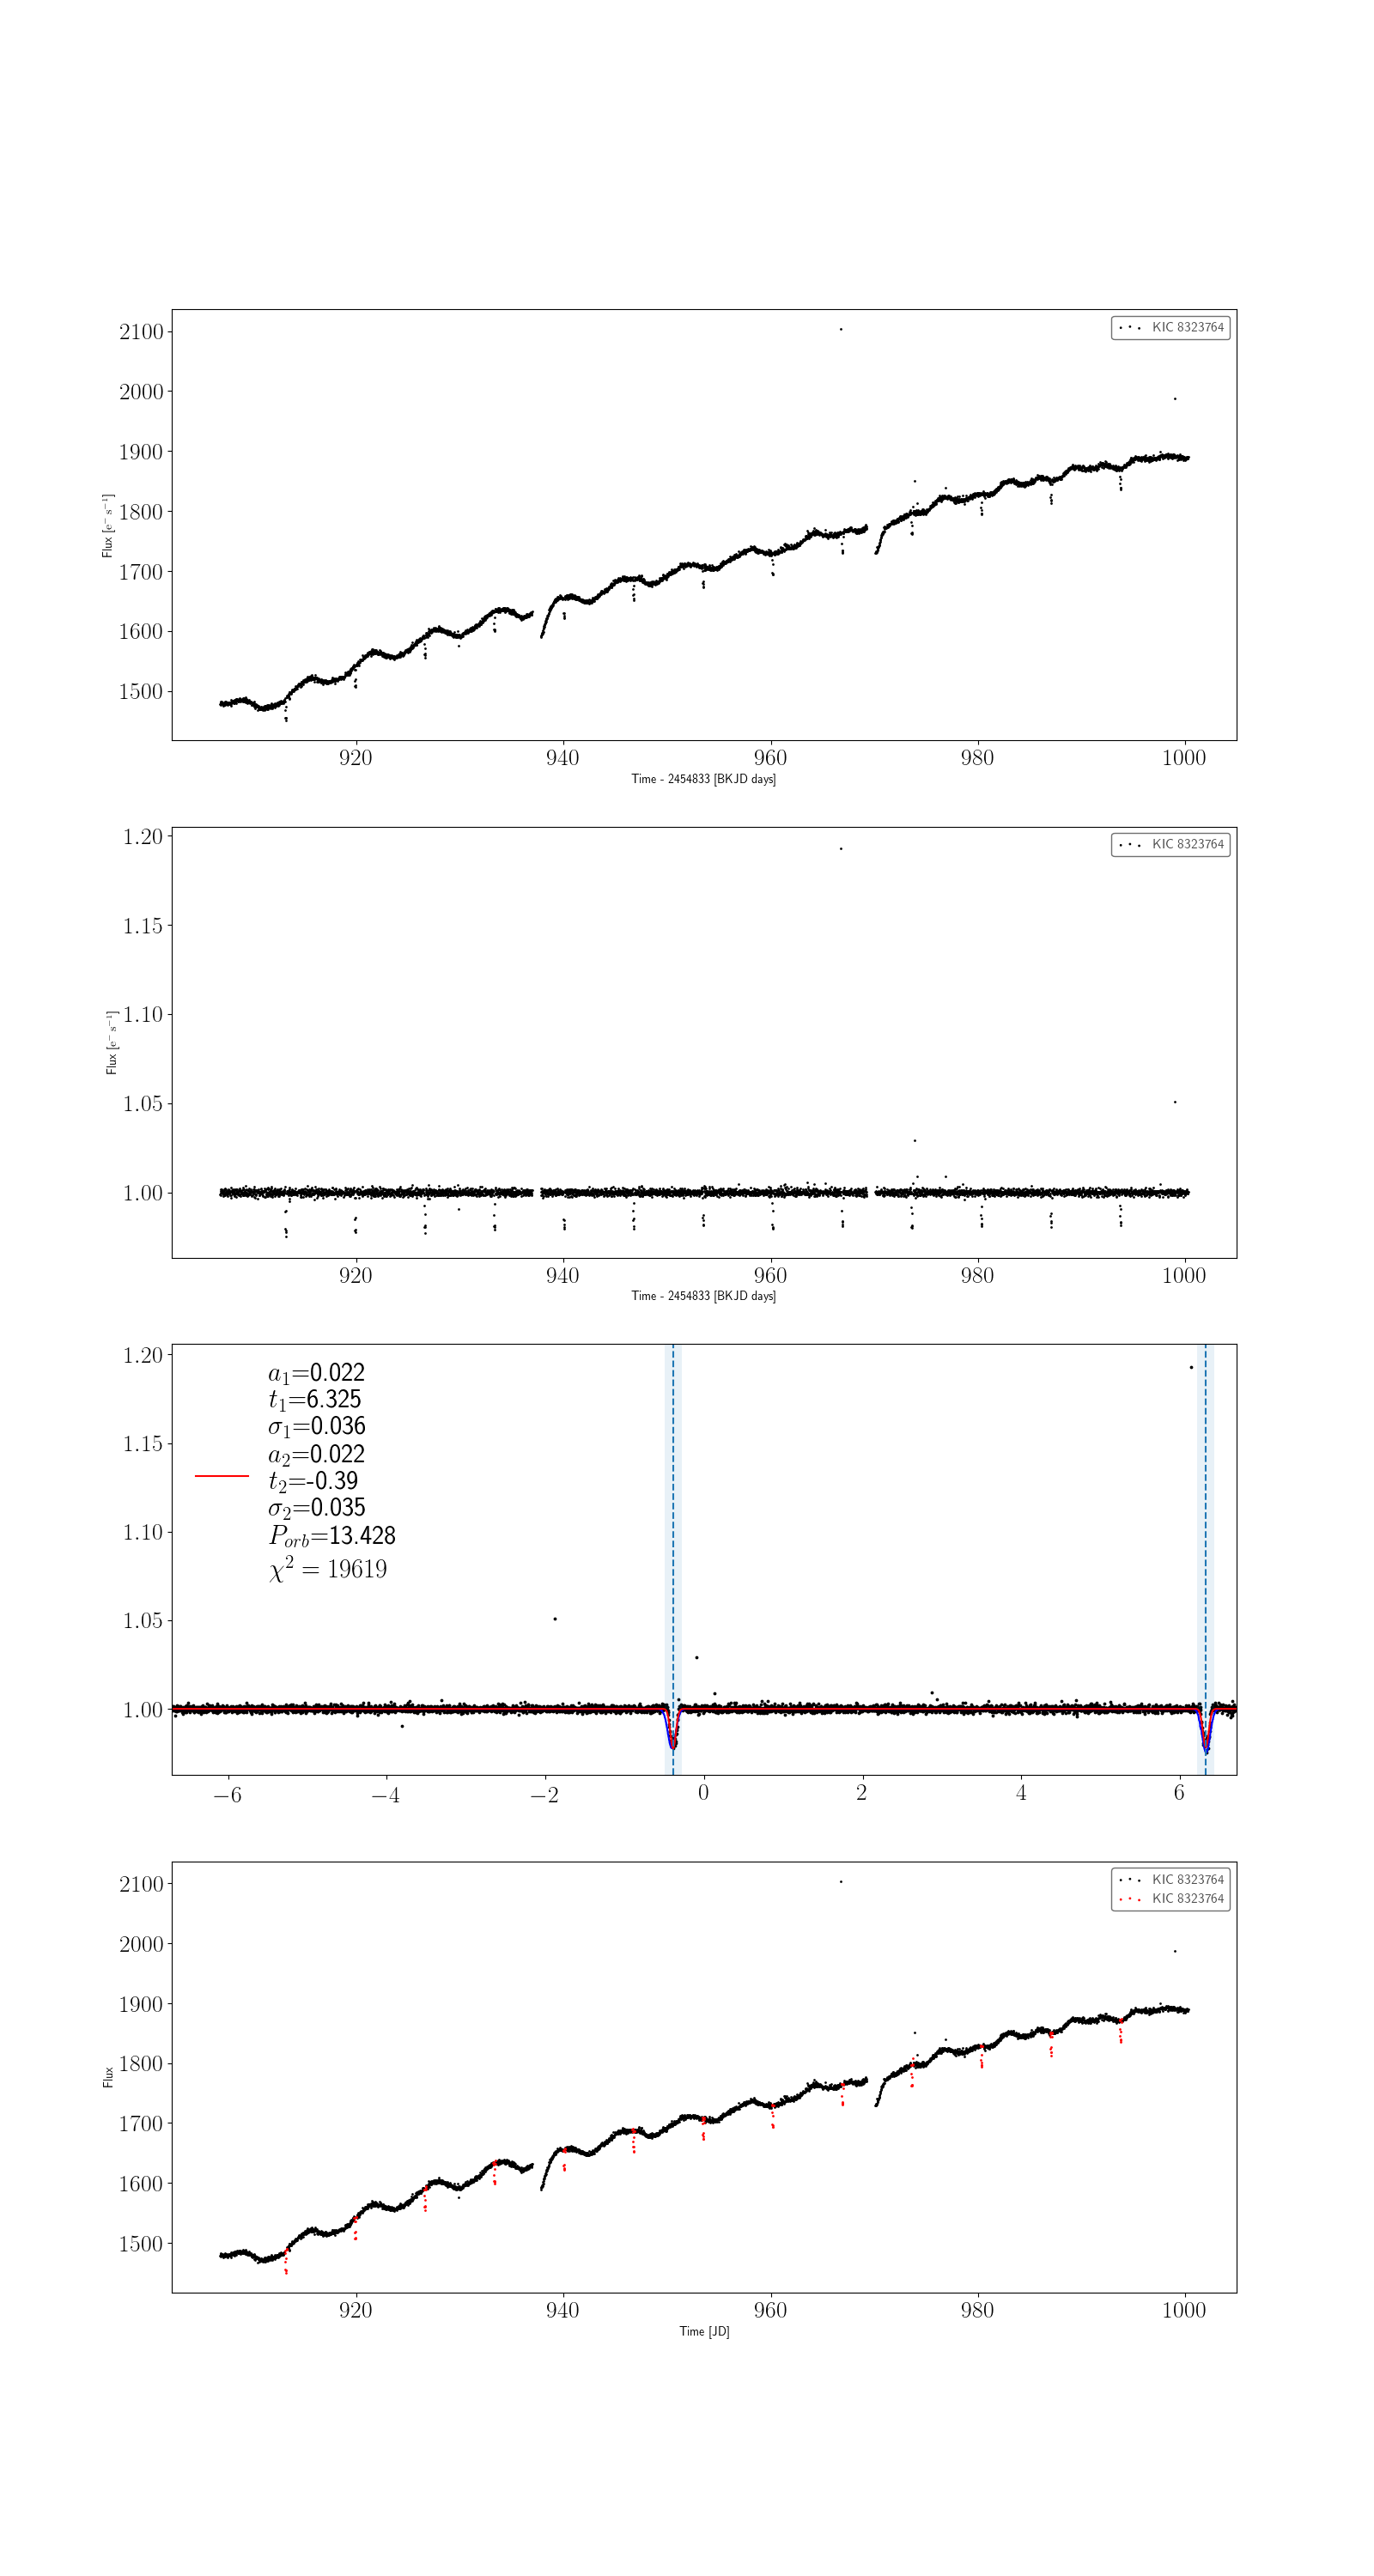 2100
2000
1900
1800
1700
1600
1500
Flux [e⁻ s⁻¹]
KIC 8323764
920 940 960 980 1000
Time - 2454833 [BKJD days]
1.20
1.15
1.10
1.05
1.00
Flux [e⁻ s⁻¹]
KIC 8323764
920 940 960 980 1000
Time - 2454833 [BKJD days]
1.20
1.15
1.10
1.05
1.00
a₁=0.022
t₁=6.325
σ₁=0.036
a₂=0.022
t₂=-0.39
σ₂=0.035
P_orb=13.428
χ² = 19619
−6 −4 −2 0 2 4 6
2100
2000
1900
1800
1700
1600
1500
Flux
KIC 8323764
KIC 8323764
920 940 960 980 1000
Time [JD]